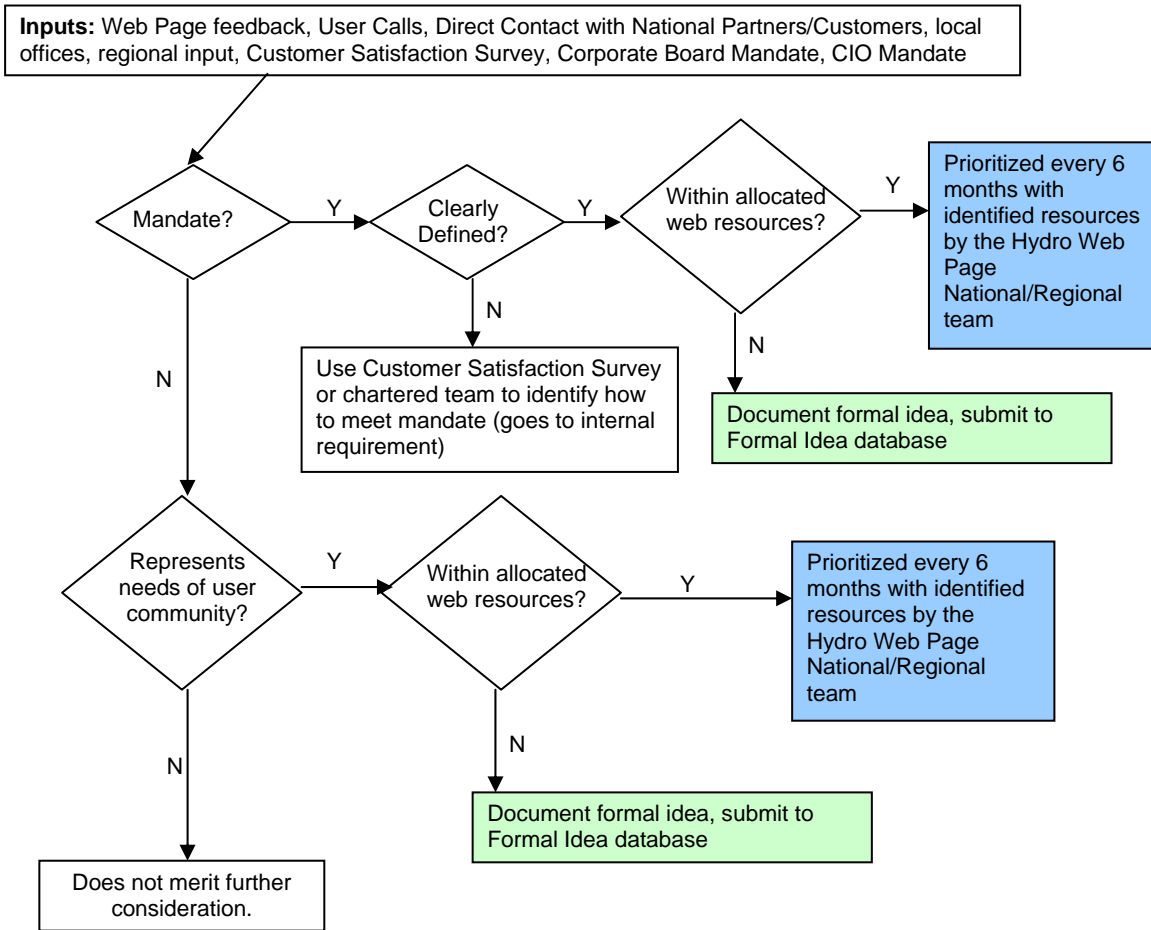 Inputs: Web Page feedback, User Calls, Direct Contact with National Partners/Customers, local
offices, regional input, Customer Satisfaction Survey, Corporate Board Mandate, CIO Mandate
Mandate?
Y
Clearly
Defined?
Y
Within allocated
web resources?
Y
Prioritized every 6
months with
identified resources
by the Hydro Web
Page
National/Regional
team
N
N
N
Use Customer Satisfaction Survey
or chartered team to identify how
to meet mandate (goes to internal
requirement)
Document formal idea, submit to
Formal Idea database
Represents
needs of user
community?
Y
Within allocated
web resources?
Y
Prioritized every 6
months with identified
resources by the
Hydro Web Page
National/Regional
team
N
N
Document formal idea, submit to
Formal Idea database
Does not merit further
consideration.